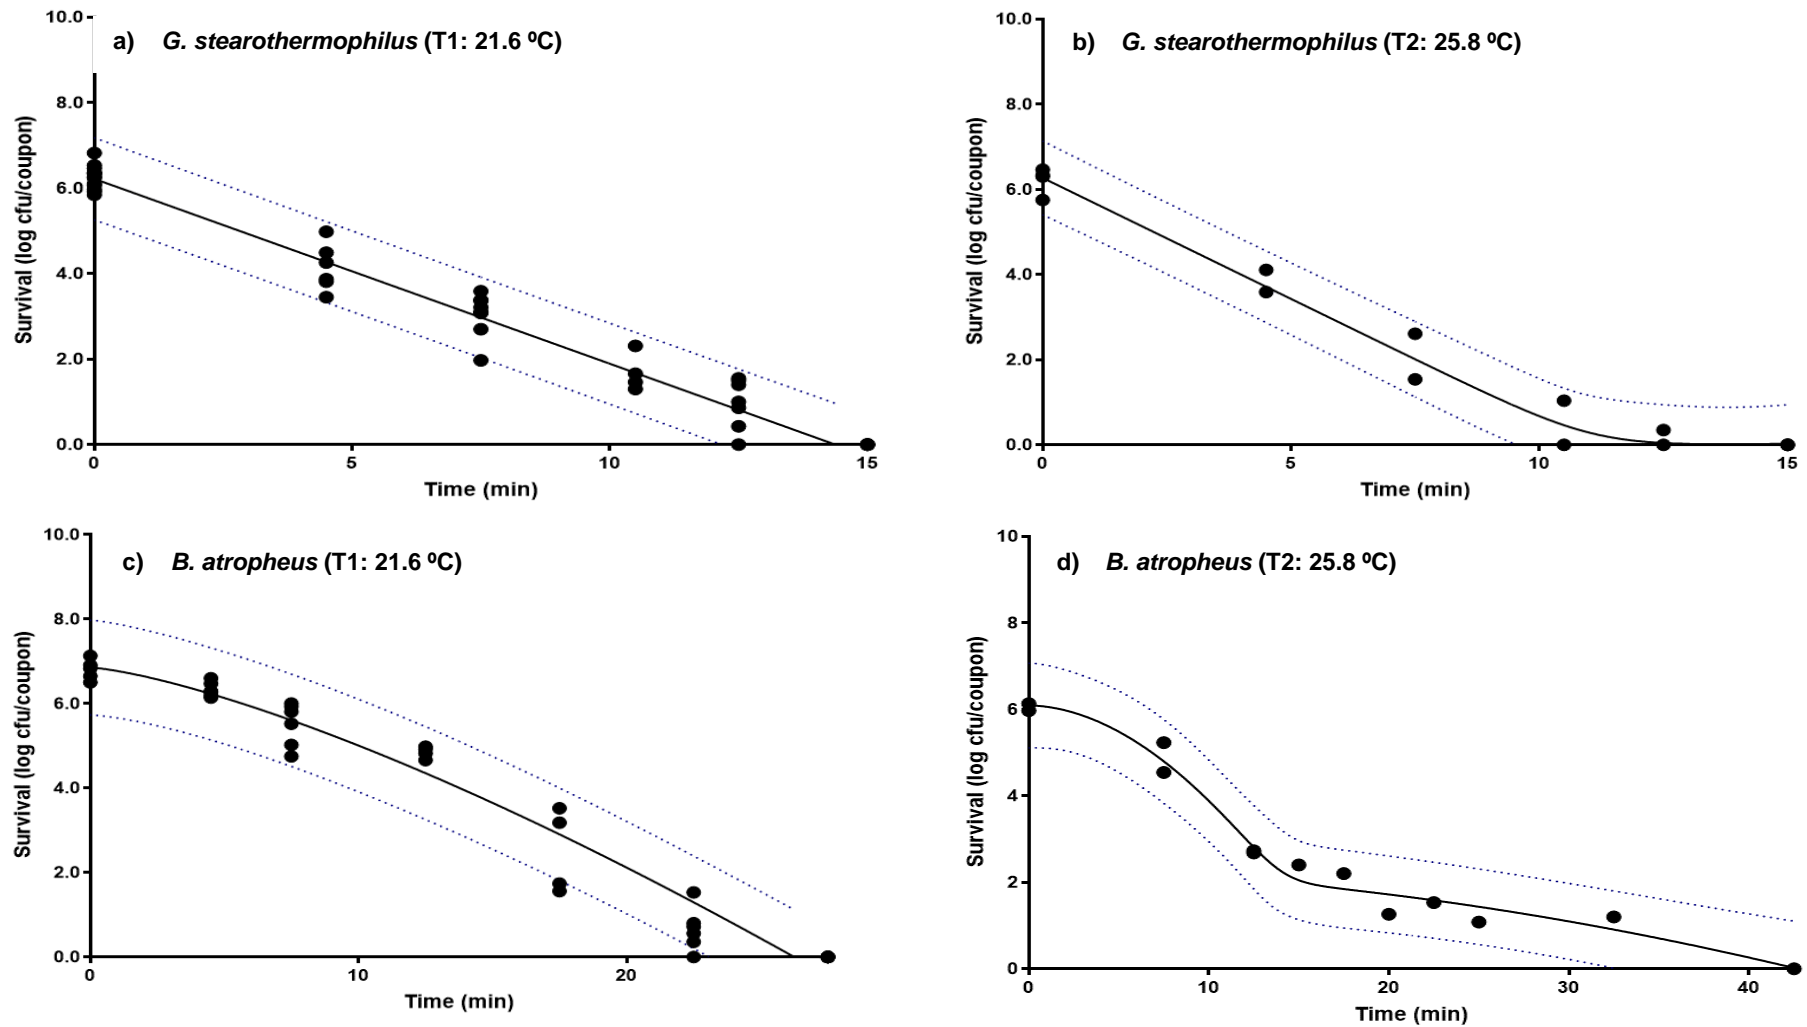 a) G. stearothermophilus (T1: 21.6 ⁰C)
10.0
8.0
6.0
4.0
2.0
0.0
Survival (log cfu/coupon)
0 5 10 15
Time (min)
b) G. stearothermophilus (T2: 25.8 ⁰C)
10.0
8.0
6.0
4.0
2.0
0.0
Survival (log cfu/coupon)
0 5 10 15
Time (min)
c) B. atropheus (T1: 21.6 ⁰C)
10.0
8.0
6.0
4.0
2.0
0.0
Survival (log cfu/coupon)
0 10 20
Time (min)
d) B. atropheus (T2: 25.8 ⁰C)
10
8
6
4
2
0
Survival (log cfu/coupon)
0 10 20 30 40
Time (min)